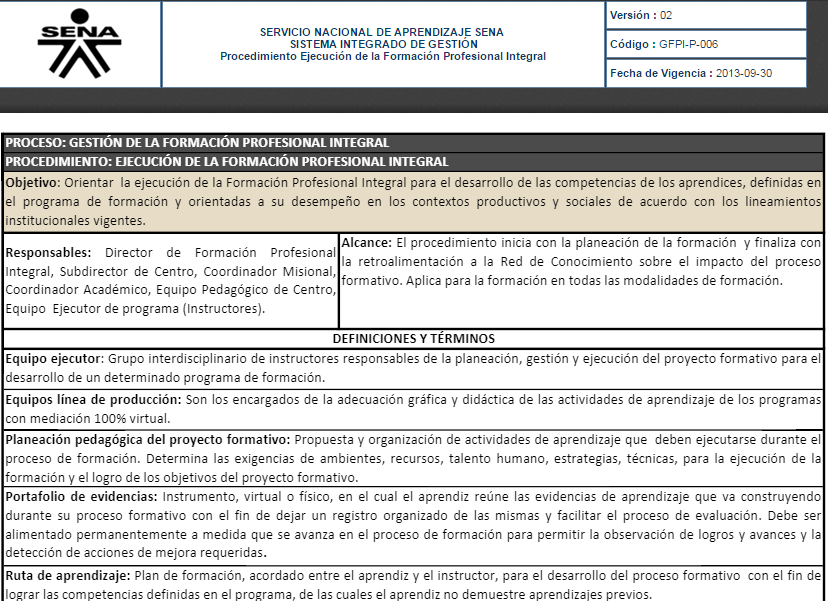 SENA
SERVICIO NACIONAL DE APRENDIZAJE SENA
SISTEMA INTEGRADO DE GESTIÓN
Procedimiento Ejecución de la Formación Profesional Integral
Versión : 02
Código : GFPI-P-006
Fecha de Vigencia : 2013-09-30
PROCESO: GESTIÓN DE LA FORMACIÓN PROFESIONAL INTEGRAL
PROCEDIMIENTO: EJECUCIÓN DE LA FORMACIÓN PROFESIONAL INTEGRAL
Objetivo: Orientar la ejecución de la Formación Profesional Integral para el desarrollo de las competencias de los aprendices, definidas en
el programa de formación y orientadas a su desempeño en los contextos productivos y sociales de acuerdo con los lineamientos
institucionales vigentes.
Responsables: Director de Formación Profesional
Integral, Subdirector de Centro, Coordinador Misional,
Coordinador Académico, Equipo Pedagógico de Centro,
Equipo Ejecutor de programa (Instructores).
Alcance: El procedimiento inicia con la planeación de la formación y finaliza con
la retroalimentación a la Red de Conocimiento sobre el impacto del proceso
formativo. Aplica para la formación en todas las modalidades de formación.
DEFINICIONES Y TÉRMINOS
Equipo ejecutor: Grupo interdisciplinario de instructores responsables de la planeación, gestión y ejecución del proyecto formativo para el
desarrollo de un determinado programa de formación.
Equipos línea de producción: Son los encargados de la adecuación gráfica y didáctica de las actividades de aprendizaje de los programas
con mediación 100% virtual.
Planeación pedagógica del proyecto formativo: Propuesta y organización de actividades de aprendizaje que deben ejecutarse durante el
proceso de formación. Determina las exigencias de ambientes, recursos, talento humano, estrategias, técnicas, para la ejecución de la
formación y el logro de los objetivos del proyecto formativo.
Portafolio de evidencias: Instrumento, virtual o físico, en el cual el aprendiz reúne las evidencias de aprendizaje que va construyendo
durante su proceso formativo con el fin de dejar un registro organizado de las mismas y facilitar el proceso de evaluación. Debe ser
alimentado permanentemente a medida que se avanza en el proceso de formación para permitir la observación de logros y avances y la
detección de acciones de mejora requeridas.
Ruta de aprendizaje: Plan de formación, acordado entre el aprendiz y el instructor, para el desarrollo del proceso formativo con el fin de
lograr las competencias definidas en el programa, de las cuales el aprendiz no demuestre aprendizajes previos.